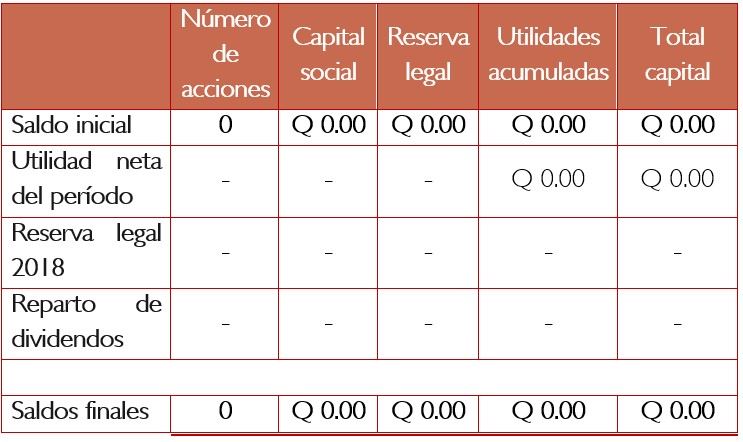 Número de acciones | Capital social | Reserva legal | Utilidades acumuladas | Total capital
Saldo inicial | 0 | Q 0.00 | Q 0.00 | Q 0.00 | Q 0.00
Utilidad neta del período | - | - | - | Q 0.00 | Q 0.00
Reserva legal 2018 | - | - | - | - | -
Reparto de dividendos | - | - | - | - | -
Saldos finales | 0 | Q 0.00 | Q 0.00 | Q 0.00 | Q 0.00